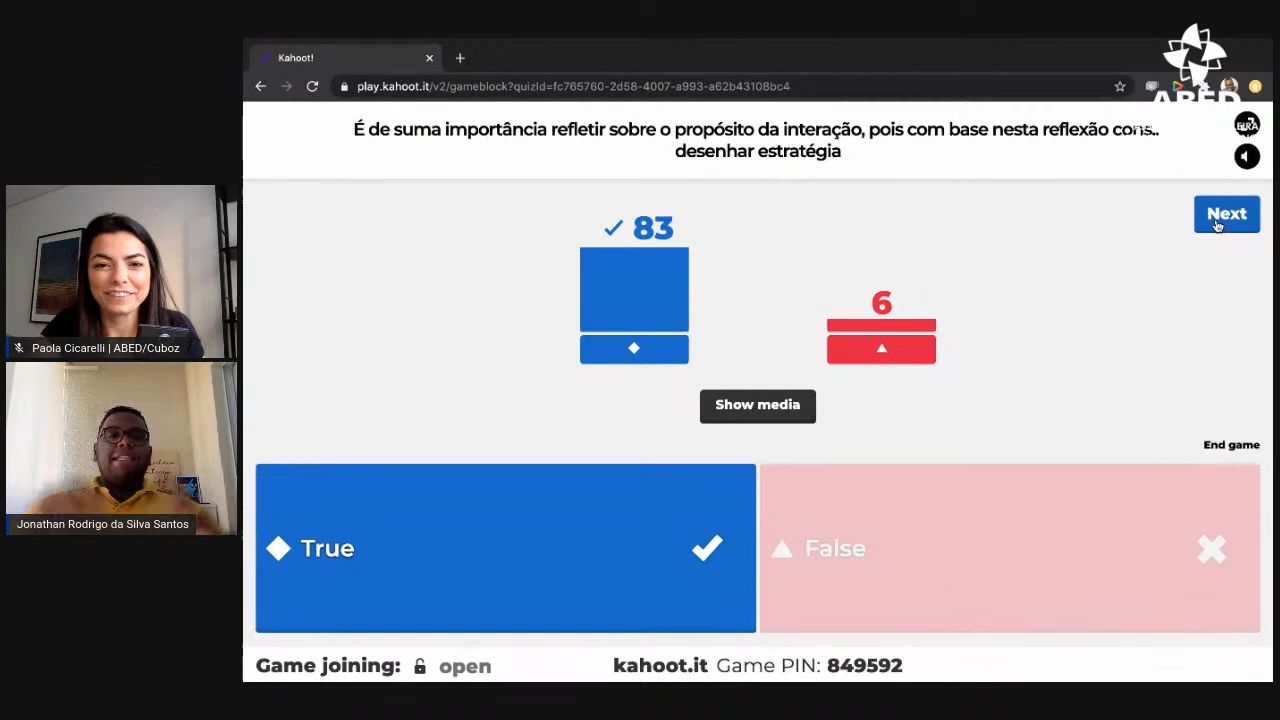 Kahoot!
play.kahoot.it/v2/gameblock?quizId=fc765760-2d58-4007-a993-a62b43108bc4
ABED
É de suma importância refletir sobre o propósito da interação, pois com base nesta reflexão
desenhar estratégia
Next
83
6
Show media
End game
True
False
Game joining: open
kahoot.it Game PIN: 849592
Paola Cicarelli | ABED/Cuboz
Jonathan Rodrigo da Silva Santos